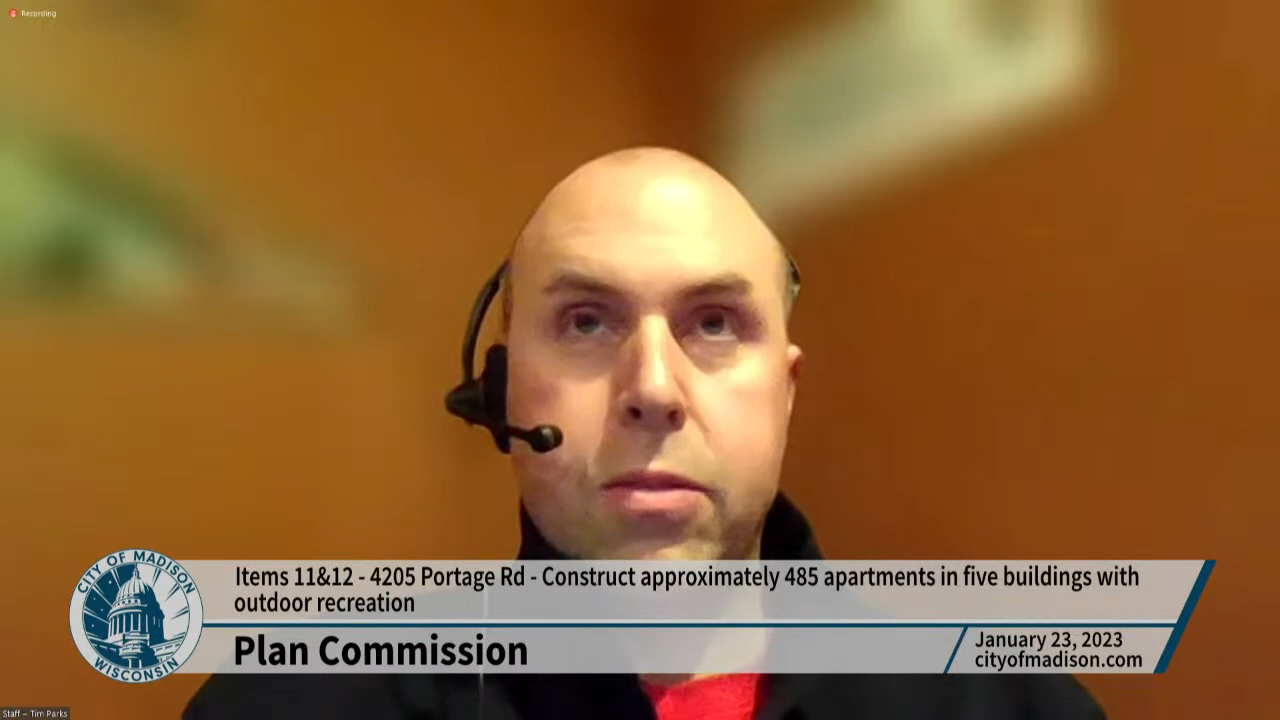 Recording
CITY OF MADISON
WISCONSIN
Items 11&12 - 4205 Portage Rd - Construct approximately 485 apartments in five buildings with
outdoor recreation
Plan Commission
January 23, 2023
cityofmadison.com
Staff – Tim Parks